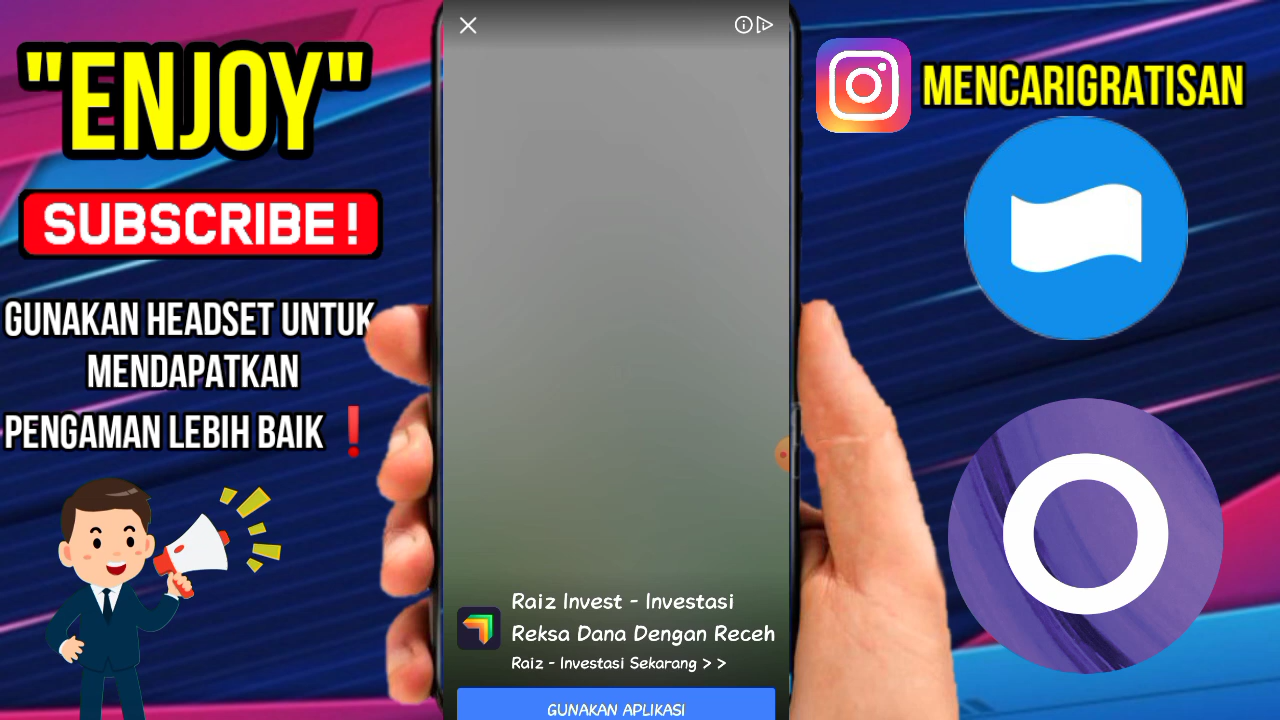 "ENJOY"
SUBSCRIBE!
GUNAKAN HEADSET UNTUK
MENDAPATKAN
PENGAMAN LEBIH BAIK ❗
Raiz Invest - Investasi
Reksa Dana Dengan Receh
Raiz - Investasi Sekarang > >
GUNAKAN APLIKASI
MENCARIGRATISAN